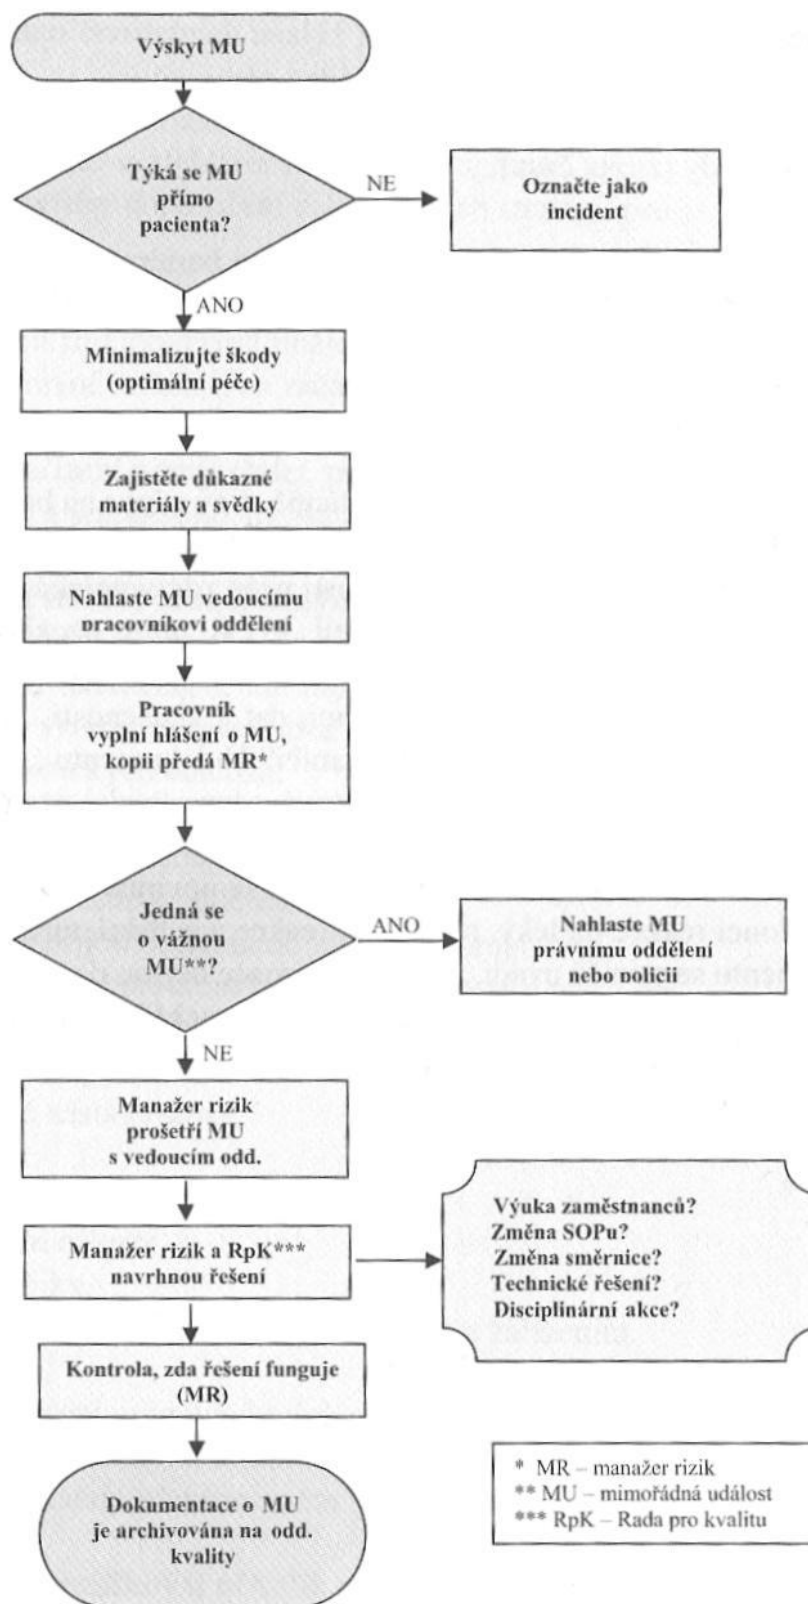 Výskyt MU
Týká se MU
přímo
pacienta?
NE
Označte jako
incident
ANO
Minimalizujte škody
(optimální péče)
Zajistěte důkazné
materiály a svědky
Nahlaste MU vedoucímu
pracovníkovi oddělení
Pracovník
vyplní hlášení o MU,
kopii předá MR*
Jedná se
o vážnou
MU**?
ANO
Nahlaste MU
právnímu oddělení
nebo policii
NE
Manažer rizik
prošetří MU
s vedoucím odd.
Manažer rizik a RpK***
navrhnou řešení
Výuka zaměstnanců?
Změna SOPu?
Změna směrnice?
Technické řešení?
Disciplinární akce?
Kontrola, zda řešení funguje
(MR)
Dokumentace o MU
je archivována na odd.
kvality
* MR – manažer rizik
** MU – mimořádná událost
*** RpK – Rada pro kvalitu